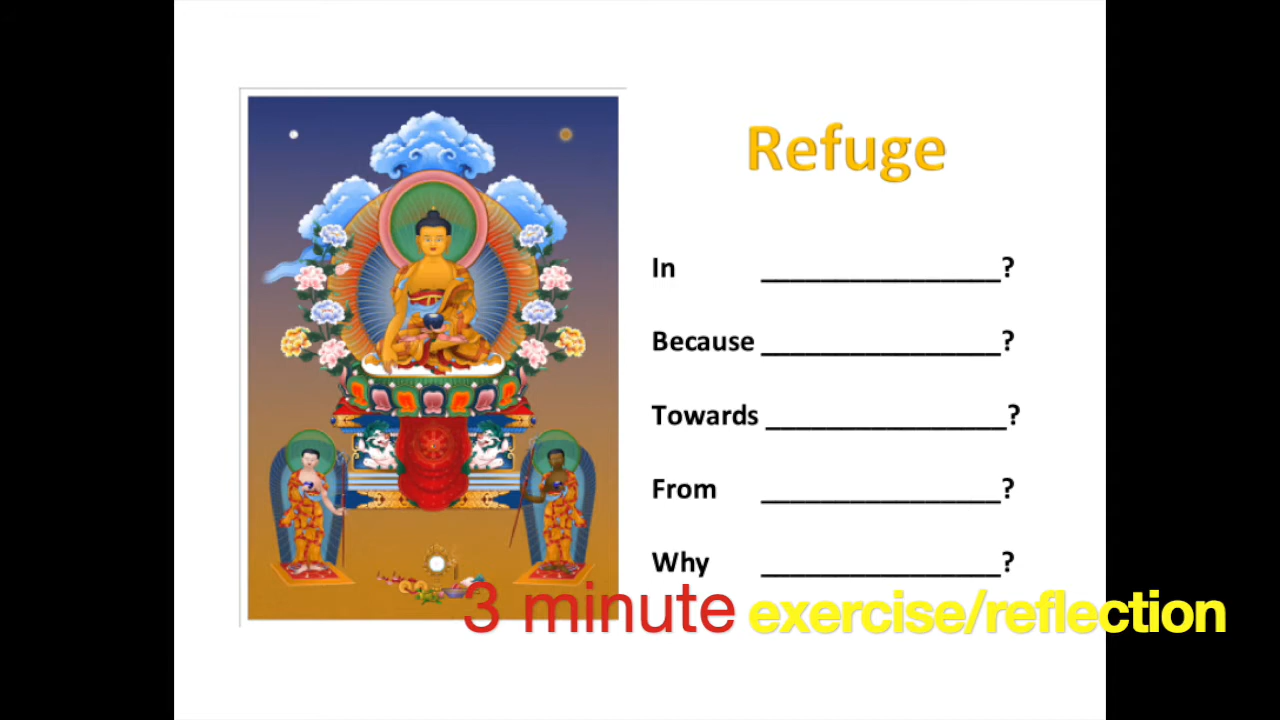 Refuge
In ________________?
Because ________________?
Towards ________________?
From ________________?
Why ________________?
3 minute exercise/reflection